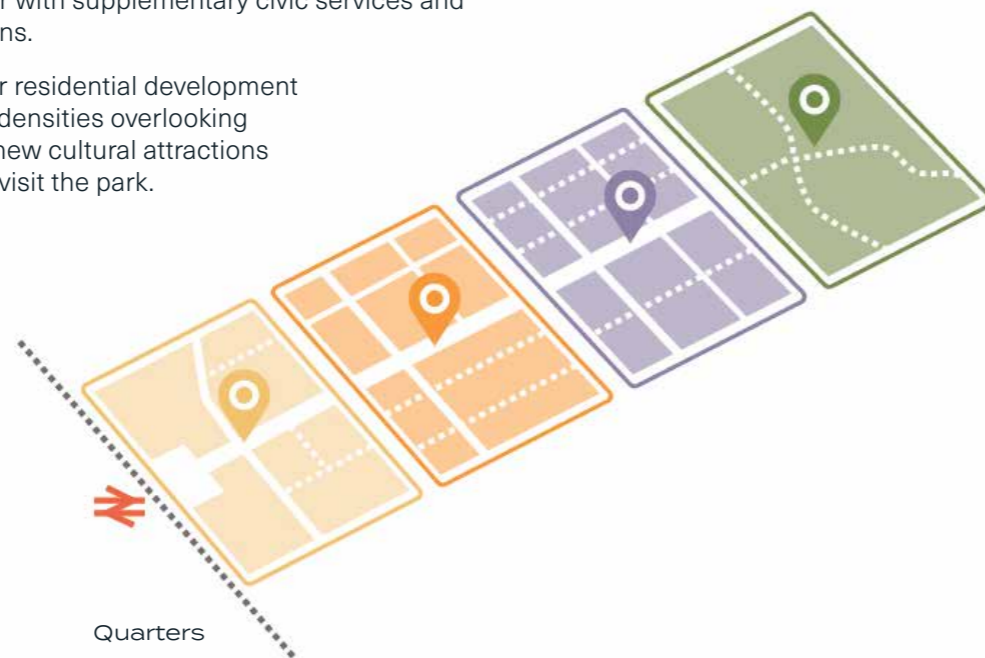 with supplementary civic services and
ns.
r residential development
densities overlooking
new cultural attractions
visit the park.
Quarters